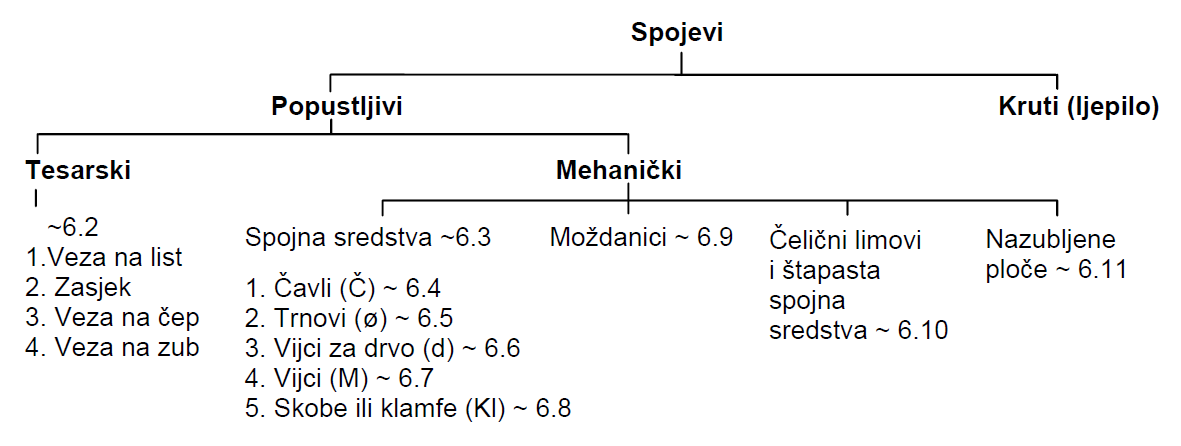 Spojevi
Popustljivi
Kruti (ljepilo)
Tesarski
Mehanički
~6.2
1.Veza na list
2. Zasjek
3. Veza na čep
4. Veza na zub
Spojna sredstva ~6.3
1. Čavli (Č) ~ 6.4
2. Trnovi (ø) ~ 6.5
3. Vijci za drvo (d) ~ 6.6
4. Vijci (M) ~ 6.7
5. Skobe ili klamfe (Kl) ~ 6.8
Moždanici ~ 6.9
Čelični limovi
i štapasta
spojna
sredstva ~ 6.10
Nazubljene
ploče ~ 6.11